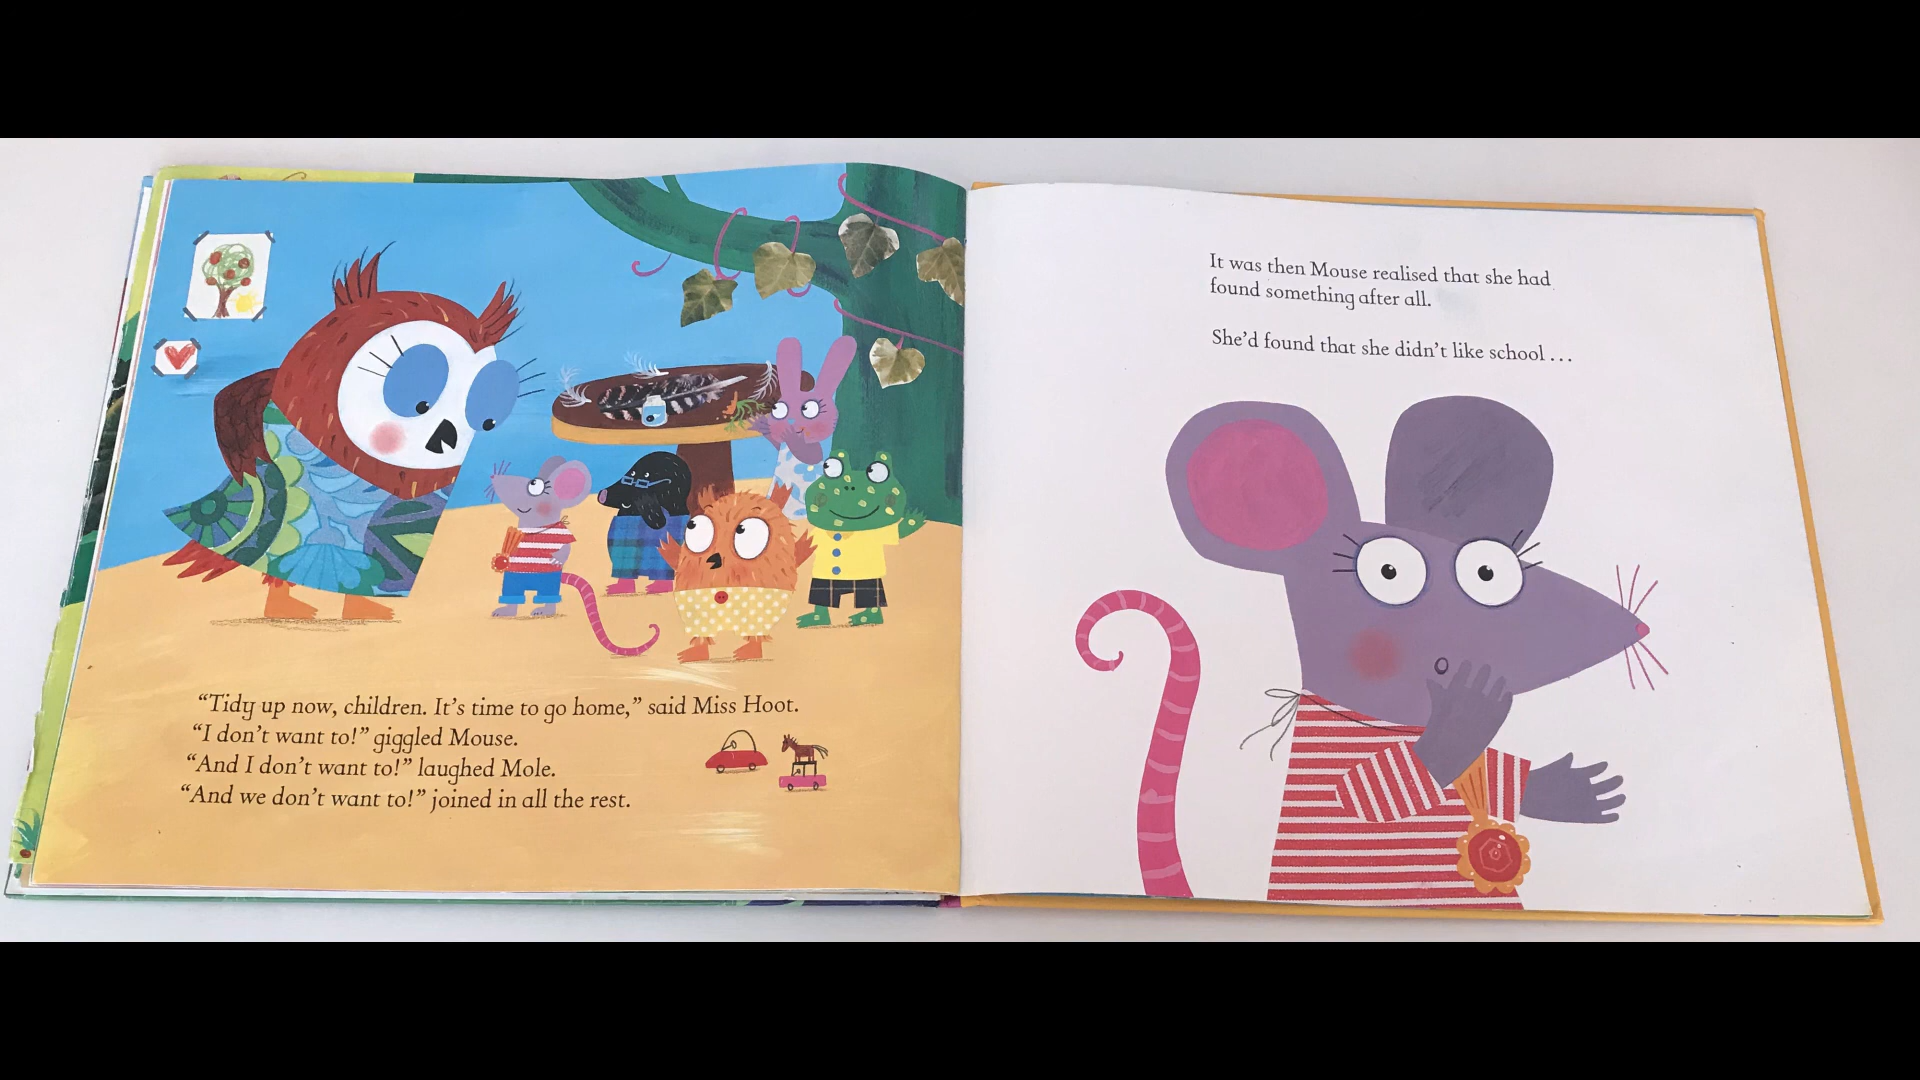 “Tidy up now, children. It’s time to go home,” said Miss Hoot.
“I don’t want to!” giggled Mouse.
“And I don’t want to!” laughed Mole.
“And we don’t want to!” joined in all the rest.
It was then Mouse realised that she had
found something after all.
She’d found that she didn’t like school ...